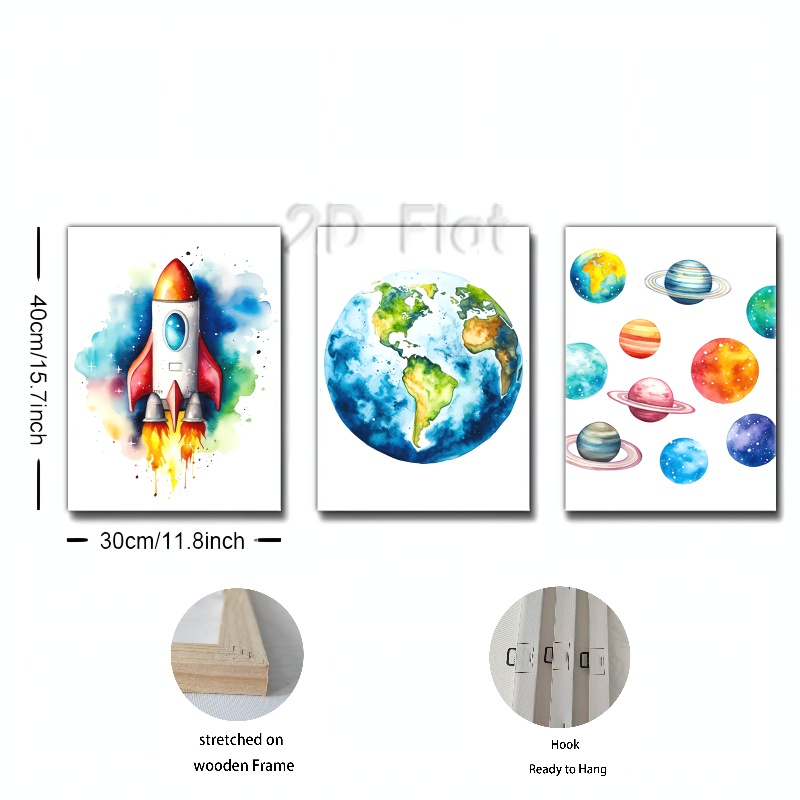 2D Flat
40cm/15.7inch
30cm/11.8inch
stretched on
wooden Frame
Hook
Ready to Hang